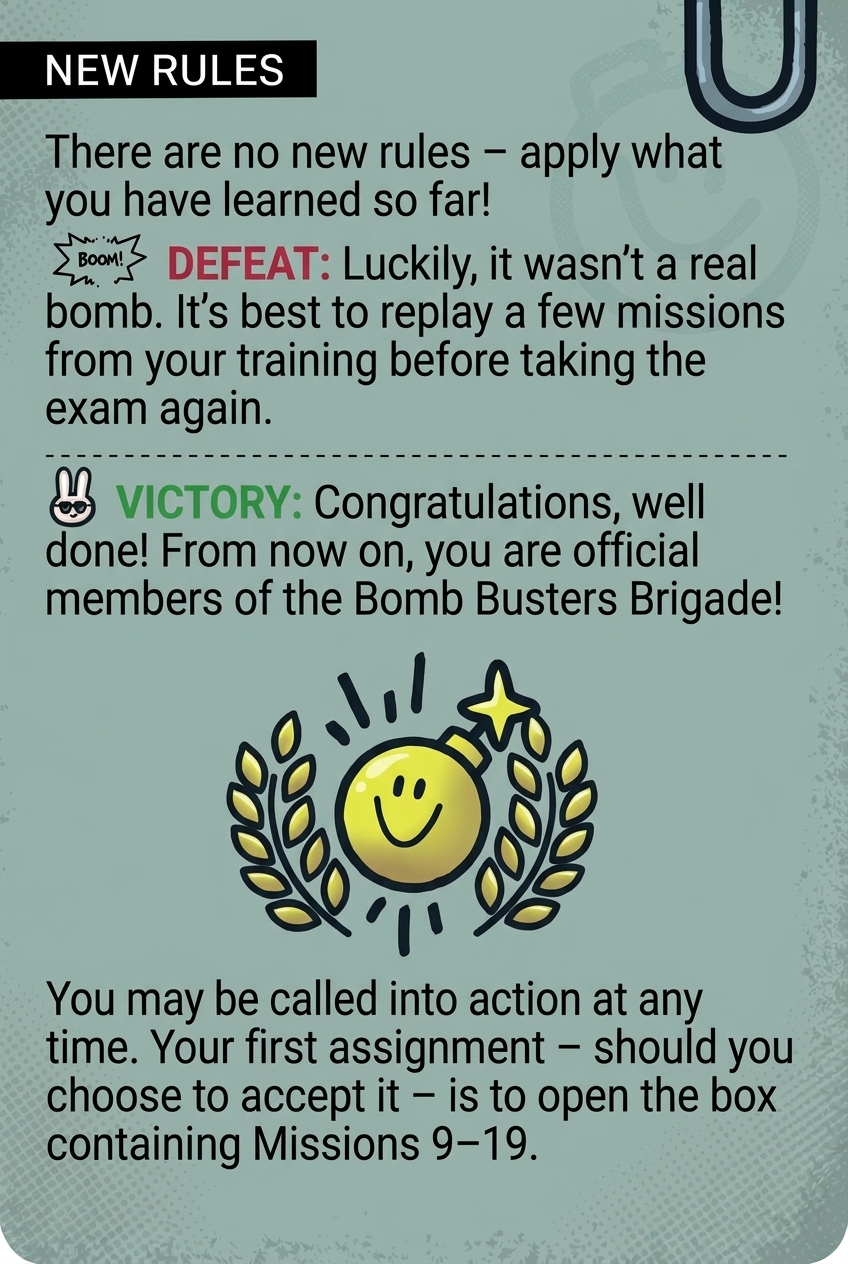 NEW RULES
There are no new rules – apply what
you have learned so far!
BOOM! DEFEAT: Luckily, it wasn’t a real
bomb. It’s best to replay a few missions
from your training before taking the
exam again.
VICTORY: Congratulations, well
done! From now on, you are official
members of the Bomb Busters Brigade!
You may be called into action at any
time. Your first assignment – should you
choose to accept it – is to open the box
containing Missions 9–19.